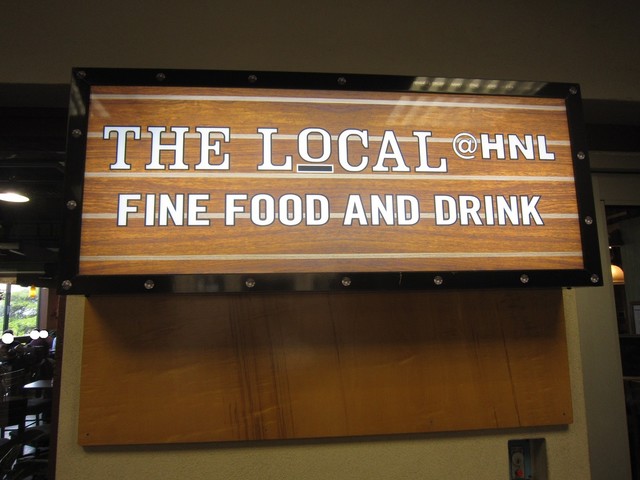 THE LOCAL @HNL
FINE FOOD AND DRINK